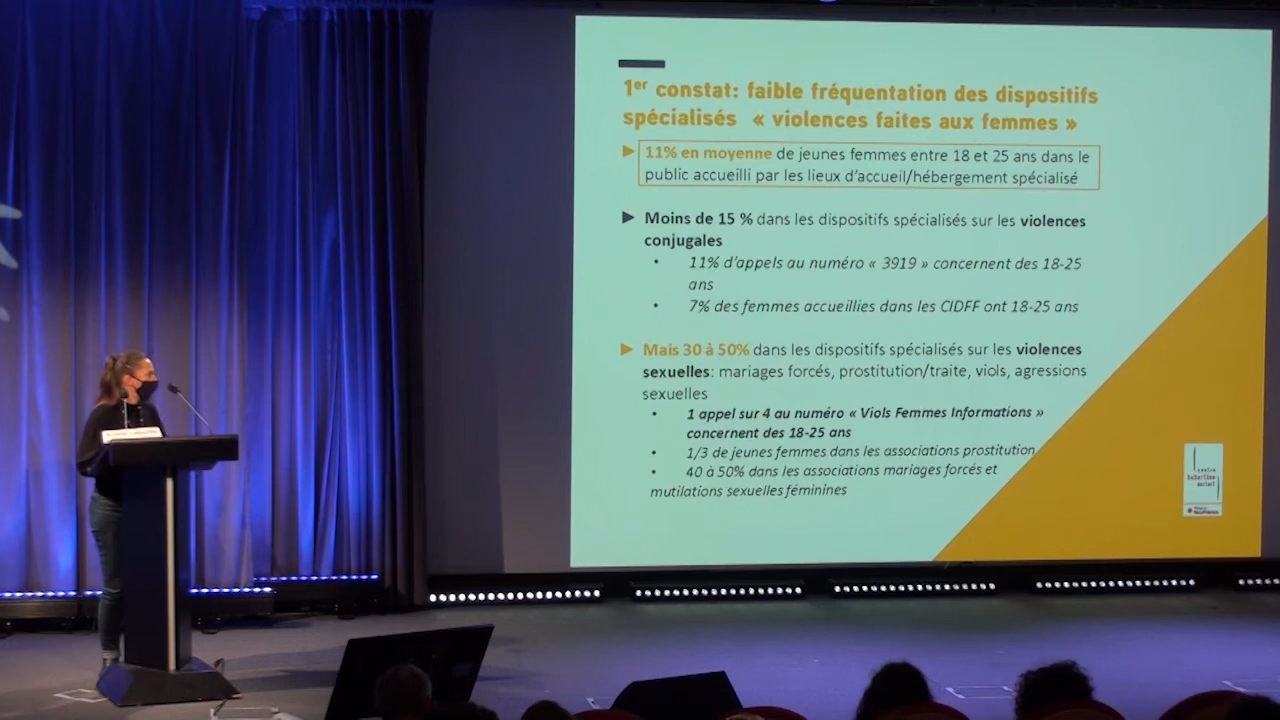 1er constat: faible fréquentation des dispositifs
spécialisés « violences faites aux femmes »
11% en moyenne de jeunes femmes entre 18 et 25 ans dans le
public accueilli par les lieux d'accueil/hébergement spécialisé
Moins de 15 % dans les dispositifs spécialisés sur les violences
conjugales
• 11% d'appels au numéro « 3919 » concernent des 18-25
ans
• 7% des femmes accueillies dans les CIDFF ont 18-25 ans
Mais 30 à 50% dans les dispositifs spécialisés sur les violences
sexuelles: mariages forcés, prostitution/traite, viols, agressions
sexuelles
• 1 appel sur 4 au numéro « Viols Femmes Informations »
concernent des 18-25 ans
• 1/3 de jeunes femmes dans les associations prostitution
• 40 à 50% dans les associations mariages forcés et
mutilations sexuelles féminines
centre
hubertine
auclert